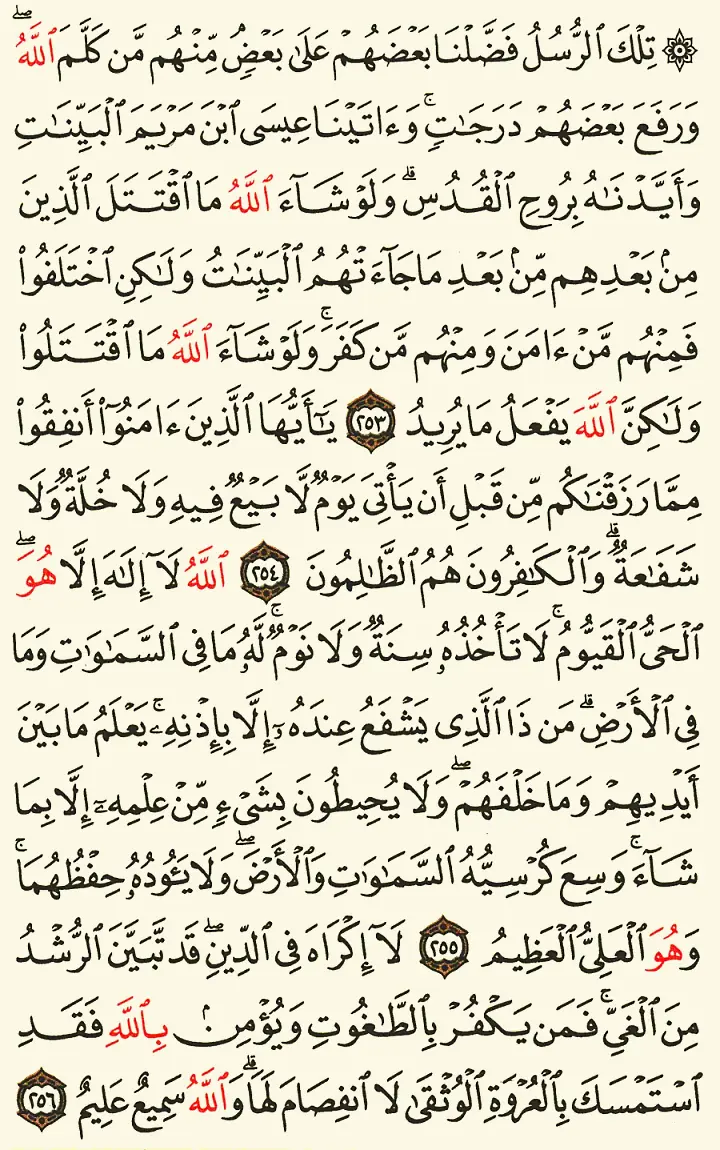 ۞ تِلْكَ ٱلرُّسُلُ فَضَّلْنَا بَعْضَهُمْ عَلَىٰ بَعْضٍۘ مِّنْهُم مَّن كَلَّمَ ٱللَّهُۖ
وَرَفَعَ بَعْضَهُمْ دَرَجَٰتٍۚ وَءَاتَيْنَا عِيسَى ٱبْنَ مَرْيَمَ ٱلْبَيِّنَٰتِ
وَأَيَّدْنَٰهُ بِرُوحِ ٱلْقُدُسِۗ وَلَوْ شَآءَ ٱللَّهُ مَا ٱقْتَتَلَ ٱلَّذِينَ
مِنۢ بَعْدِهِم مِّنۢ بَعْدِ مَا جَآءَتْهُمُ ٱلْبَيِّنَٰتُ وَلَٰكِنِ ٱخْتَلَفُوا۟
فَمِنْهُم مَّنْ ءَامَنَ وَمِنْهُم مَّن كَفَرَۚ وَلَوْ شَآءَ ٱللَّهُ مَا ٱقْتَتَلُوا۟
وَلَٰكِنَّ ٱللَّهَ يَفْعَلُ مَا يُرِيدُ ٢٥٣ يَٰٓأَيُّهَا ٱلَّذِينَ ءَامَنُوٓا۟ أَنفِقُوا۟
مِمَّا رَزَقْنَٰكُم مِّن قَبْلِ أَن يَأْتِىَ يَوْمٌ لَّا بَيْعٌ فِيهِ وَلَا خُلَّةٌ وَلَا
شَفَٰعَةٌۗ وَٱلْكَٰفِرُونَ هُمُ ٱلظَّٰلِمُونَ ٢٥٤ ٱللَّهُ لَآ إِلَٰهَ إِلَّا هُوَۖ
ٱلْحَىُّ ٱلْقَيُّومُۚ لَا تَأْخُذُهُۥ سِنَةٌ وَلَا نَوْمٌۚ لَّهُۥ مَا فِى ٱلسَّمَٰوَٰتِ وَمَا
فِى ٱلْأَرْضِۗ مَن ذَا ٱلَّذِى يَشْفَعُ عِندَهُۥٓ إِلَّا بِإِذْنِهِۦۚ يَعْلَمُ مَا بَيْنَ
أَيْدِيهِمْ وَمَا خَلْفَهُمْۖ وَلَا يُحِيطُونَ بِشَىْءٍ مِّنْ عِلْمِهِۦٓ إِلَّا بِمَا
شَآءَۚ وَسِعَ كُرْسِيُّهُ ٱلسَّمَٰوَٰتِ وَٱلْأَرْضَۖ وَلَا يَـُٔودُهُۥ حِفْظُهُمَاۚ
وَهُوَ ٱلْعَلِىُّ ٱلْعَظِيمُ ٢٥٥ لَآ إِكْرَاهَ فِى ٱلدِّينِۖ قَد تَّبَيَّنَ ٱلرُّشْدُ
مِنَ ٱلْغَىِّۚ فَمَن يَكْفُرْ بِٱلطَّٰغُوتِ وَيُؤْمِنۢ بِٱللَّهِ فَقَدِ
ٱسْتَمْسَكَ بِٱلْعُرْوَةِ ٱلْوُثْقَىٰ لَا ٱنفِصَامَ لَهَاۗ وَٱللَّهُ سَمِيعٌ عَلِيمٌ ٢٥٦